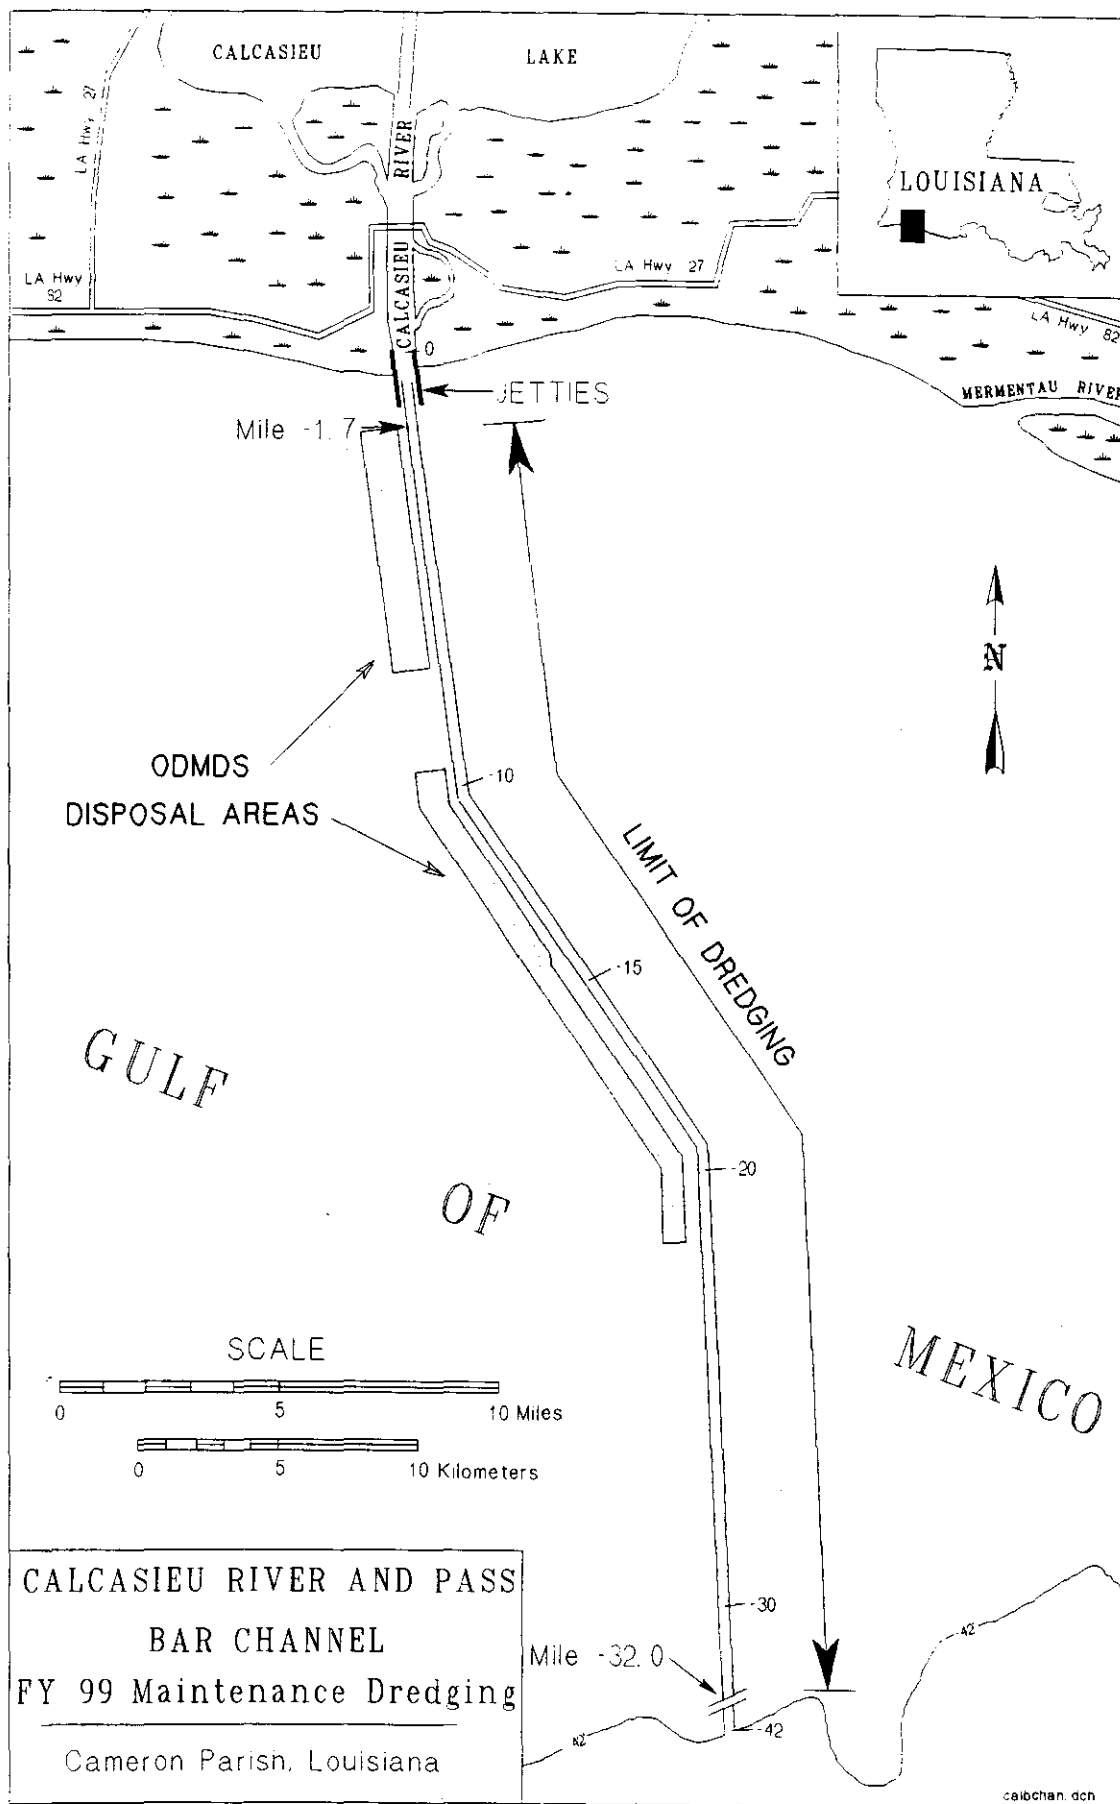 CALCASIEU LAKE
LA Hwy 27
RIVER
LOUISIANA
LA Hwy
82
CALCASIEU
LA Hwy 27
LA Hwy 82
0
MERMENTAU RIVER
JETTIES
Mile -1.7
N
ODMDS
DISPOSAL AREAS
-10
LIMIT OF DREDGING
-15
GULF
OF
MEXICO
-20
SCALE
0 5 10 Miles
0 5 10 Kilometers
CALCASIEU RIVER AND PASS
BAR CHANNEL
FY 99 Maintenance Dredging
Cameron Parish, Louisiana
-30
Mile -32.0
-42
42
-42
calbchan.dcn